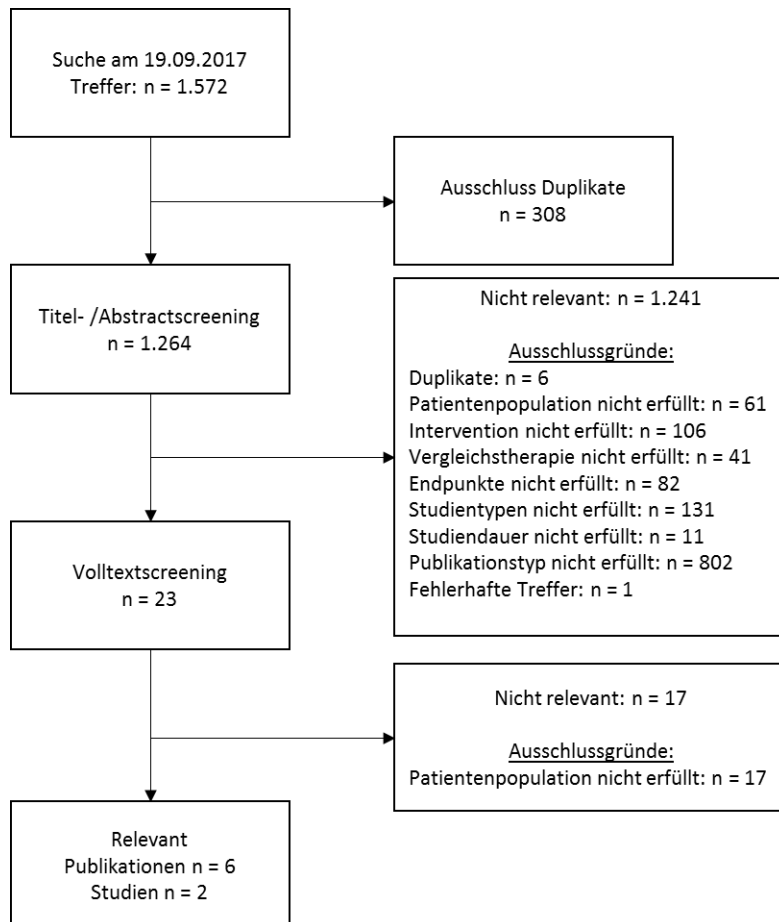 Suche am 19.09.2017
Treffer: n = 1.572
Ausschluss Duplikate
n = 308
Titel- /Abstractscreening
n = 1.264
Nicht relevant: n = 1.241
Ausschlussgründe:
Duplikate: n = 6
Patientenpopulation nicht erfüllt: n = 61
Intervention nicht erfüllt: n = 106
Vergleichstherapie nicht erfüllt: n = 41
Endpunkte nicht erfüllt: n = 82
Studientypen nicht erfüllt: n = 131
Studiendauer nicht erfüllt: n = 11
Publikationstyp nicht erfüllt: n = 802
Fehlerhafte Treffer: n = 1
Volltextscreening
n = 23
Nicht relevant: n = 17
Ausschlussgründe:
Patientenpopulation nicht erfüllt: n = 17
Relevant
Publikationen n = 6
Studien n = 2